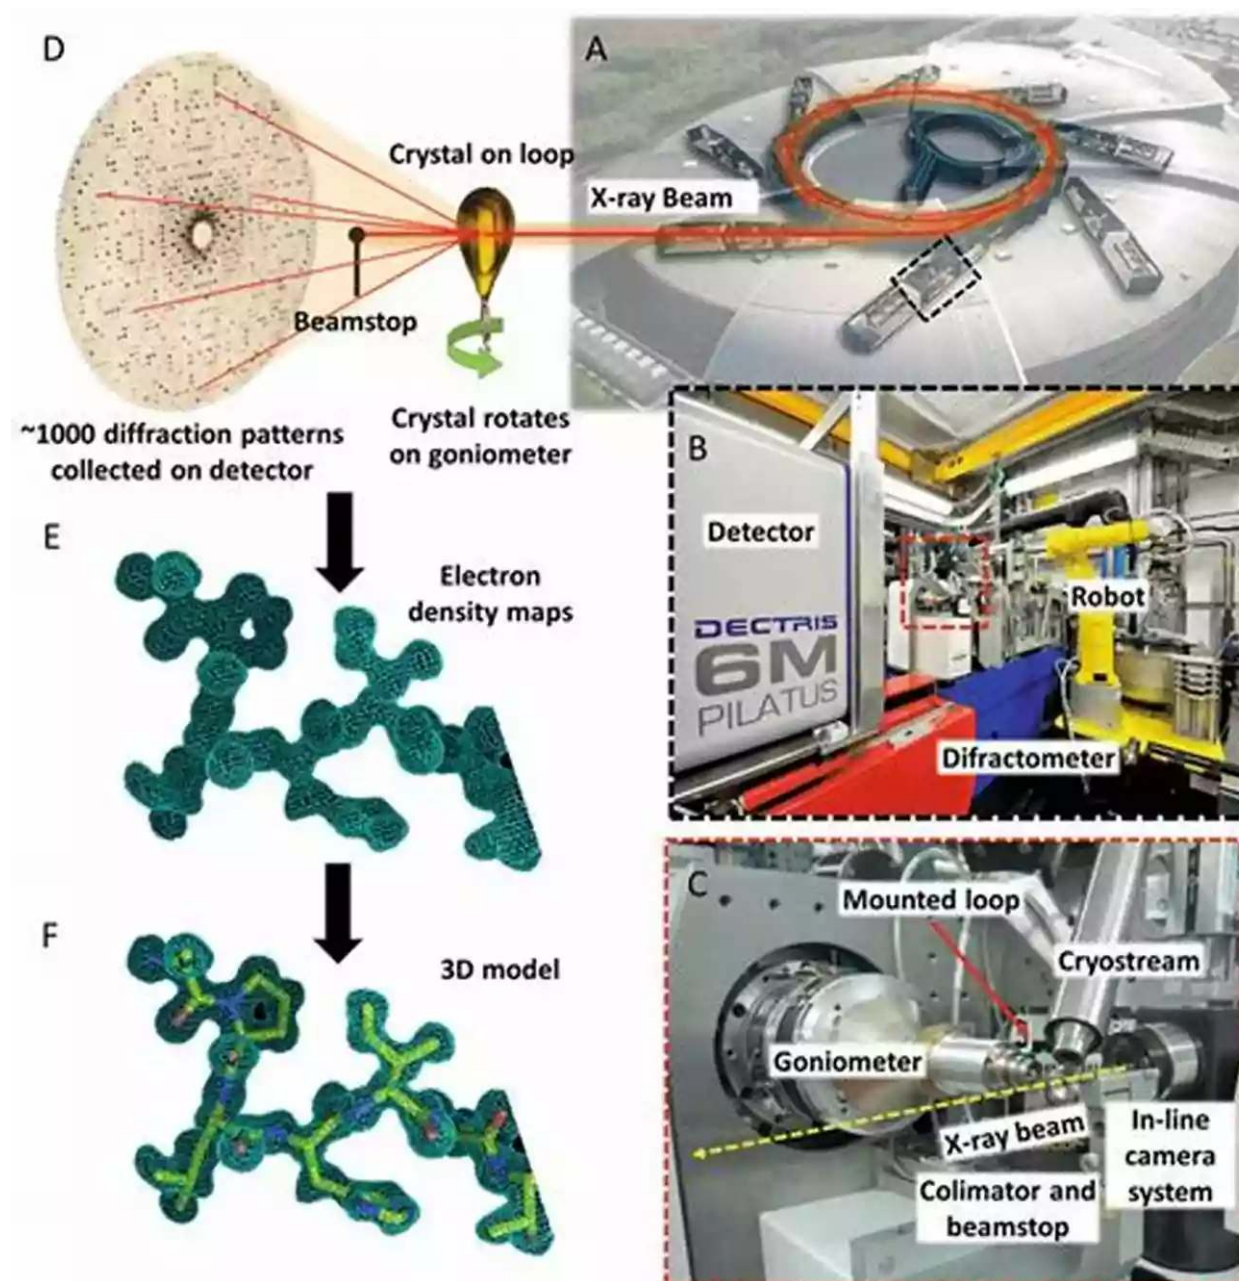 D
A
Crystal on loop
X-ray Beam
Beamstop
~1000 diffraction patterns
collected on detector
Crystal rotates
on goniometer
B
Detector
DECTRIS
6M
PILATUS
Robot
Difractometer
E
Electron
density maps
C
Mounted loop
Cryostream
Goniometer
X-ray beam
In-line
camera
system
Colimator and
beamstop
F
3D model